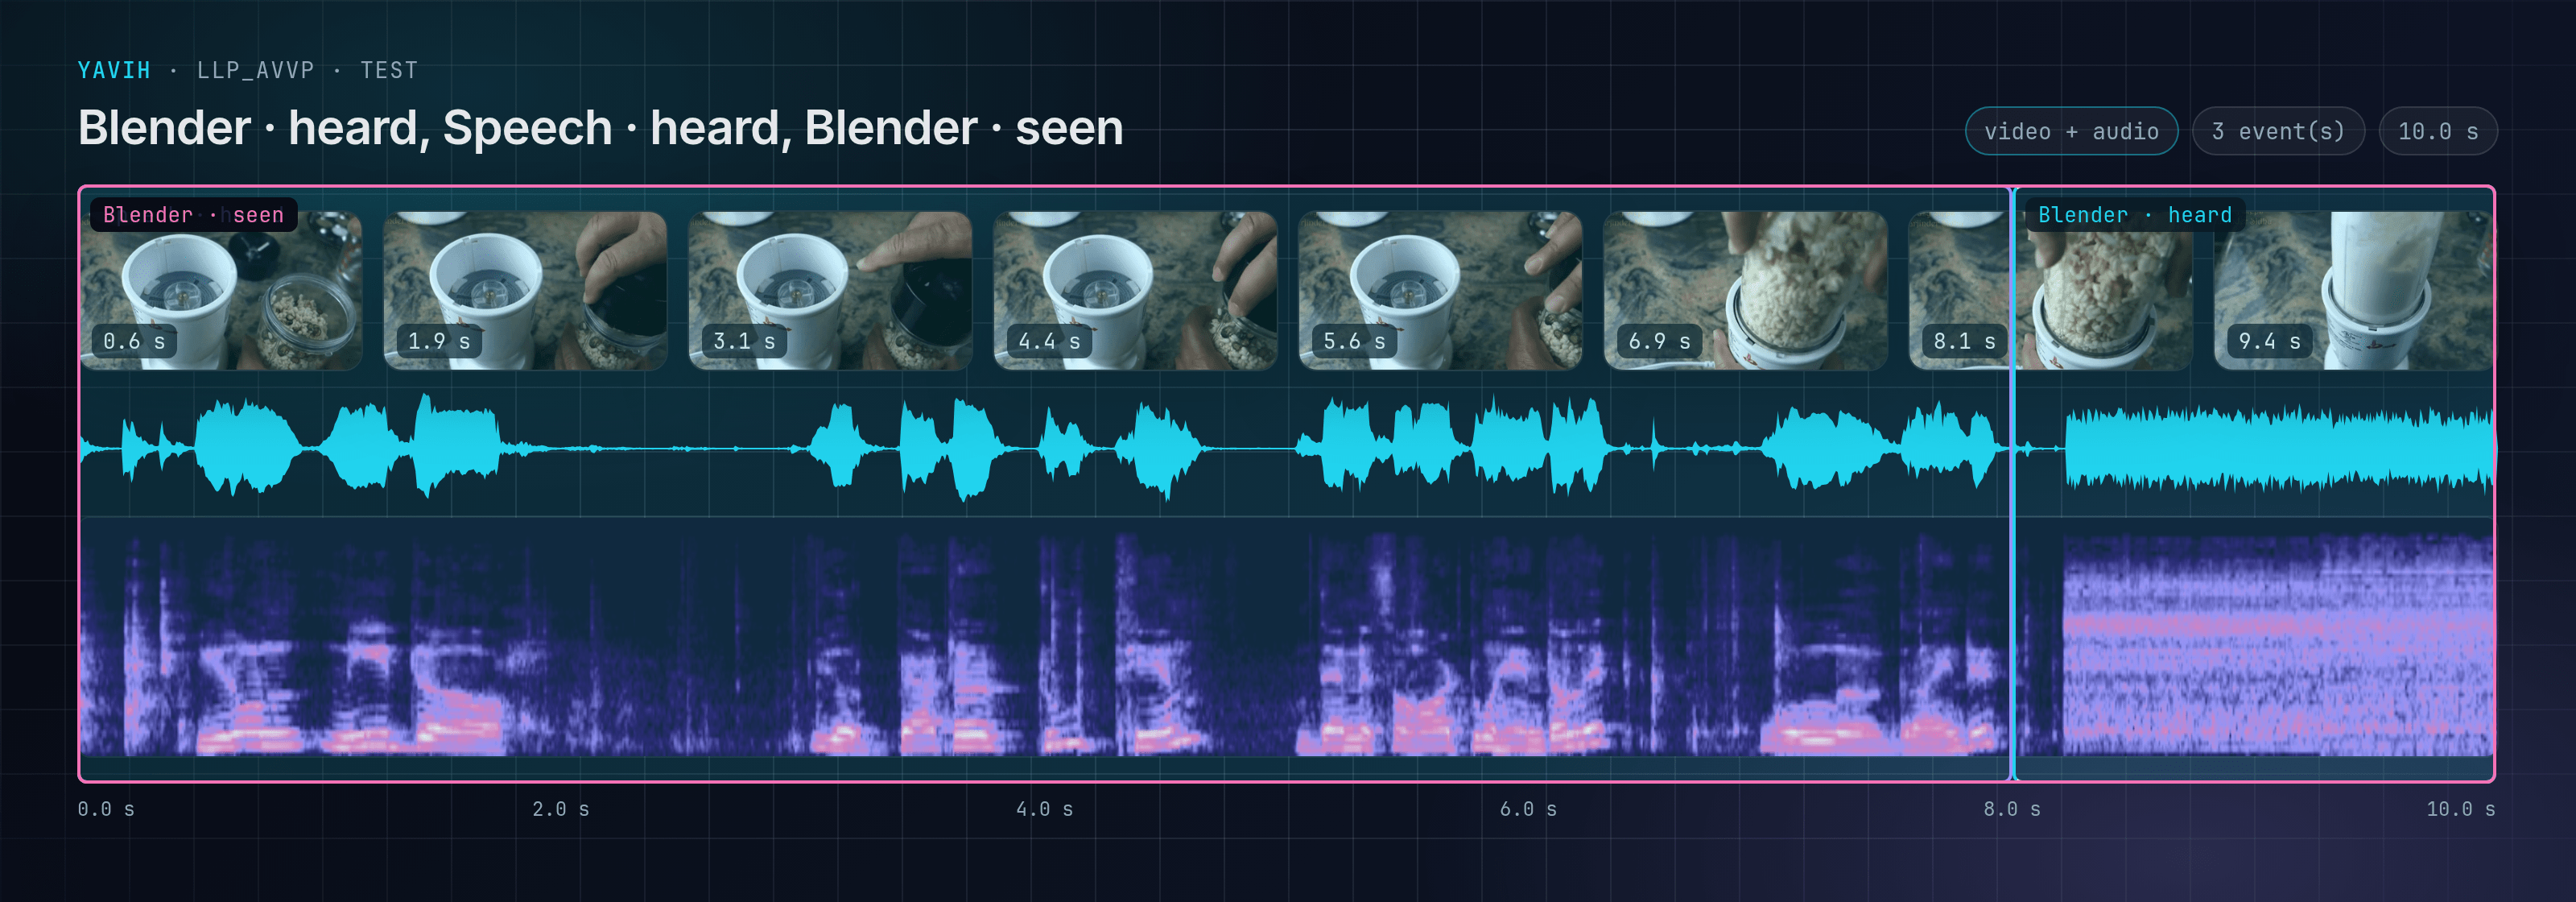 YAVIH · LLP_AVVP · TEST
Blender · heard, Speech · heard, Blender · seen
video + audio
3 event(s)
10.0 s
Blender · seen
Blender · heard
0.6 s
1.9 s
3.1 s
4.4 s
5.6 s
6.9 s
8.1 s
9.4 s
0.0 s
2.0 s
4.0 s
6.0 s
8.0 s
10.0 s